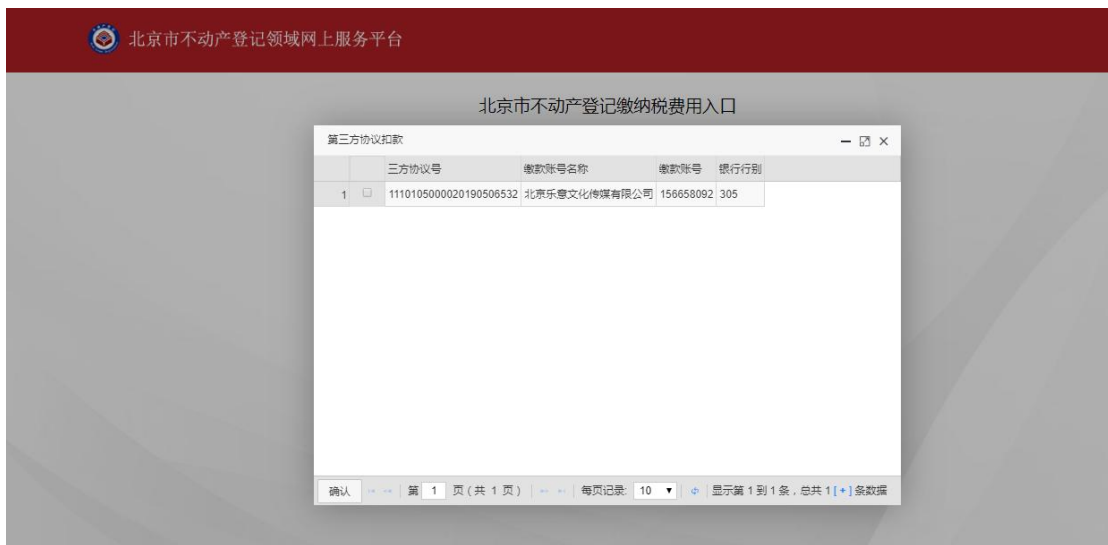 北京市不动产登记领域网上服务平台
北京市不动产登记缴纳税费用入口
第三方协议扣款
三方协议号 缴款账号名称 缴款账号 银行行别
1 1110105000020190506532 北京乐意文化传媒有限公司 156658092 305
确认 第 1 页 ( 共 1 页 ) 每页记录: 10 显示第 1 到 1 条，总共 1 [ + ] 条数据